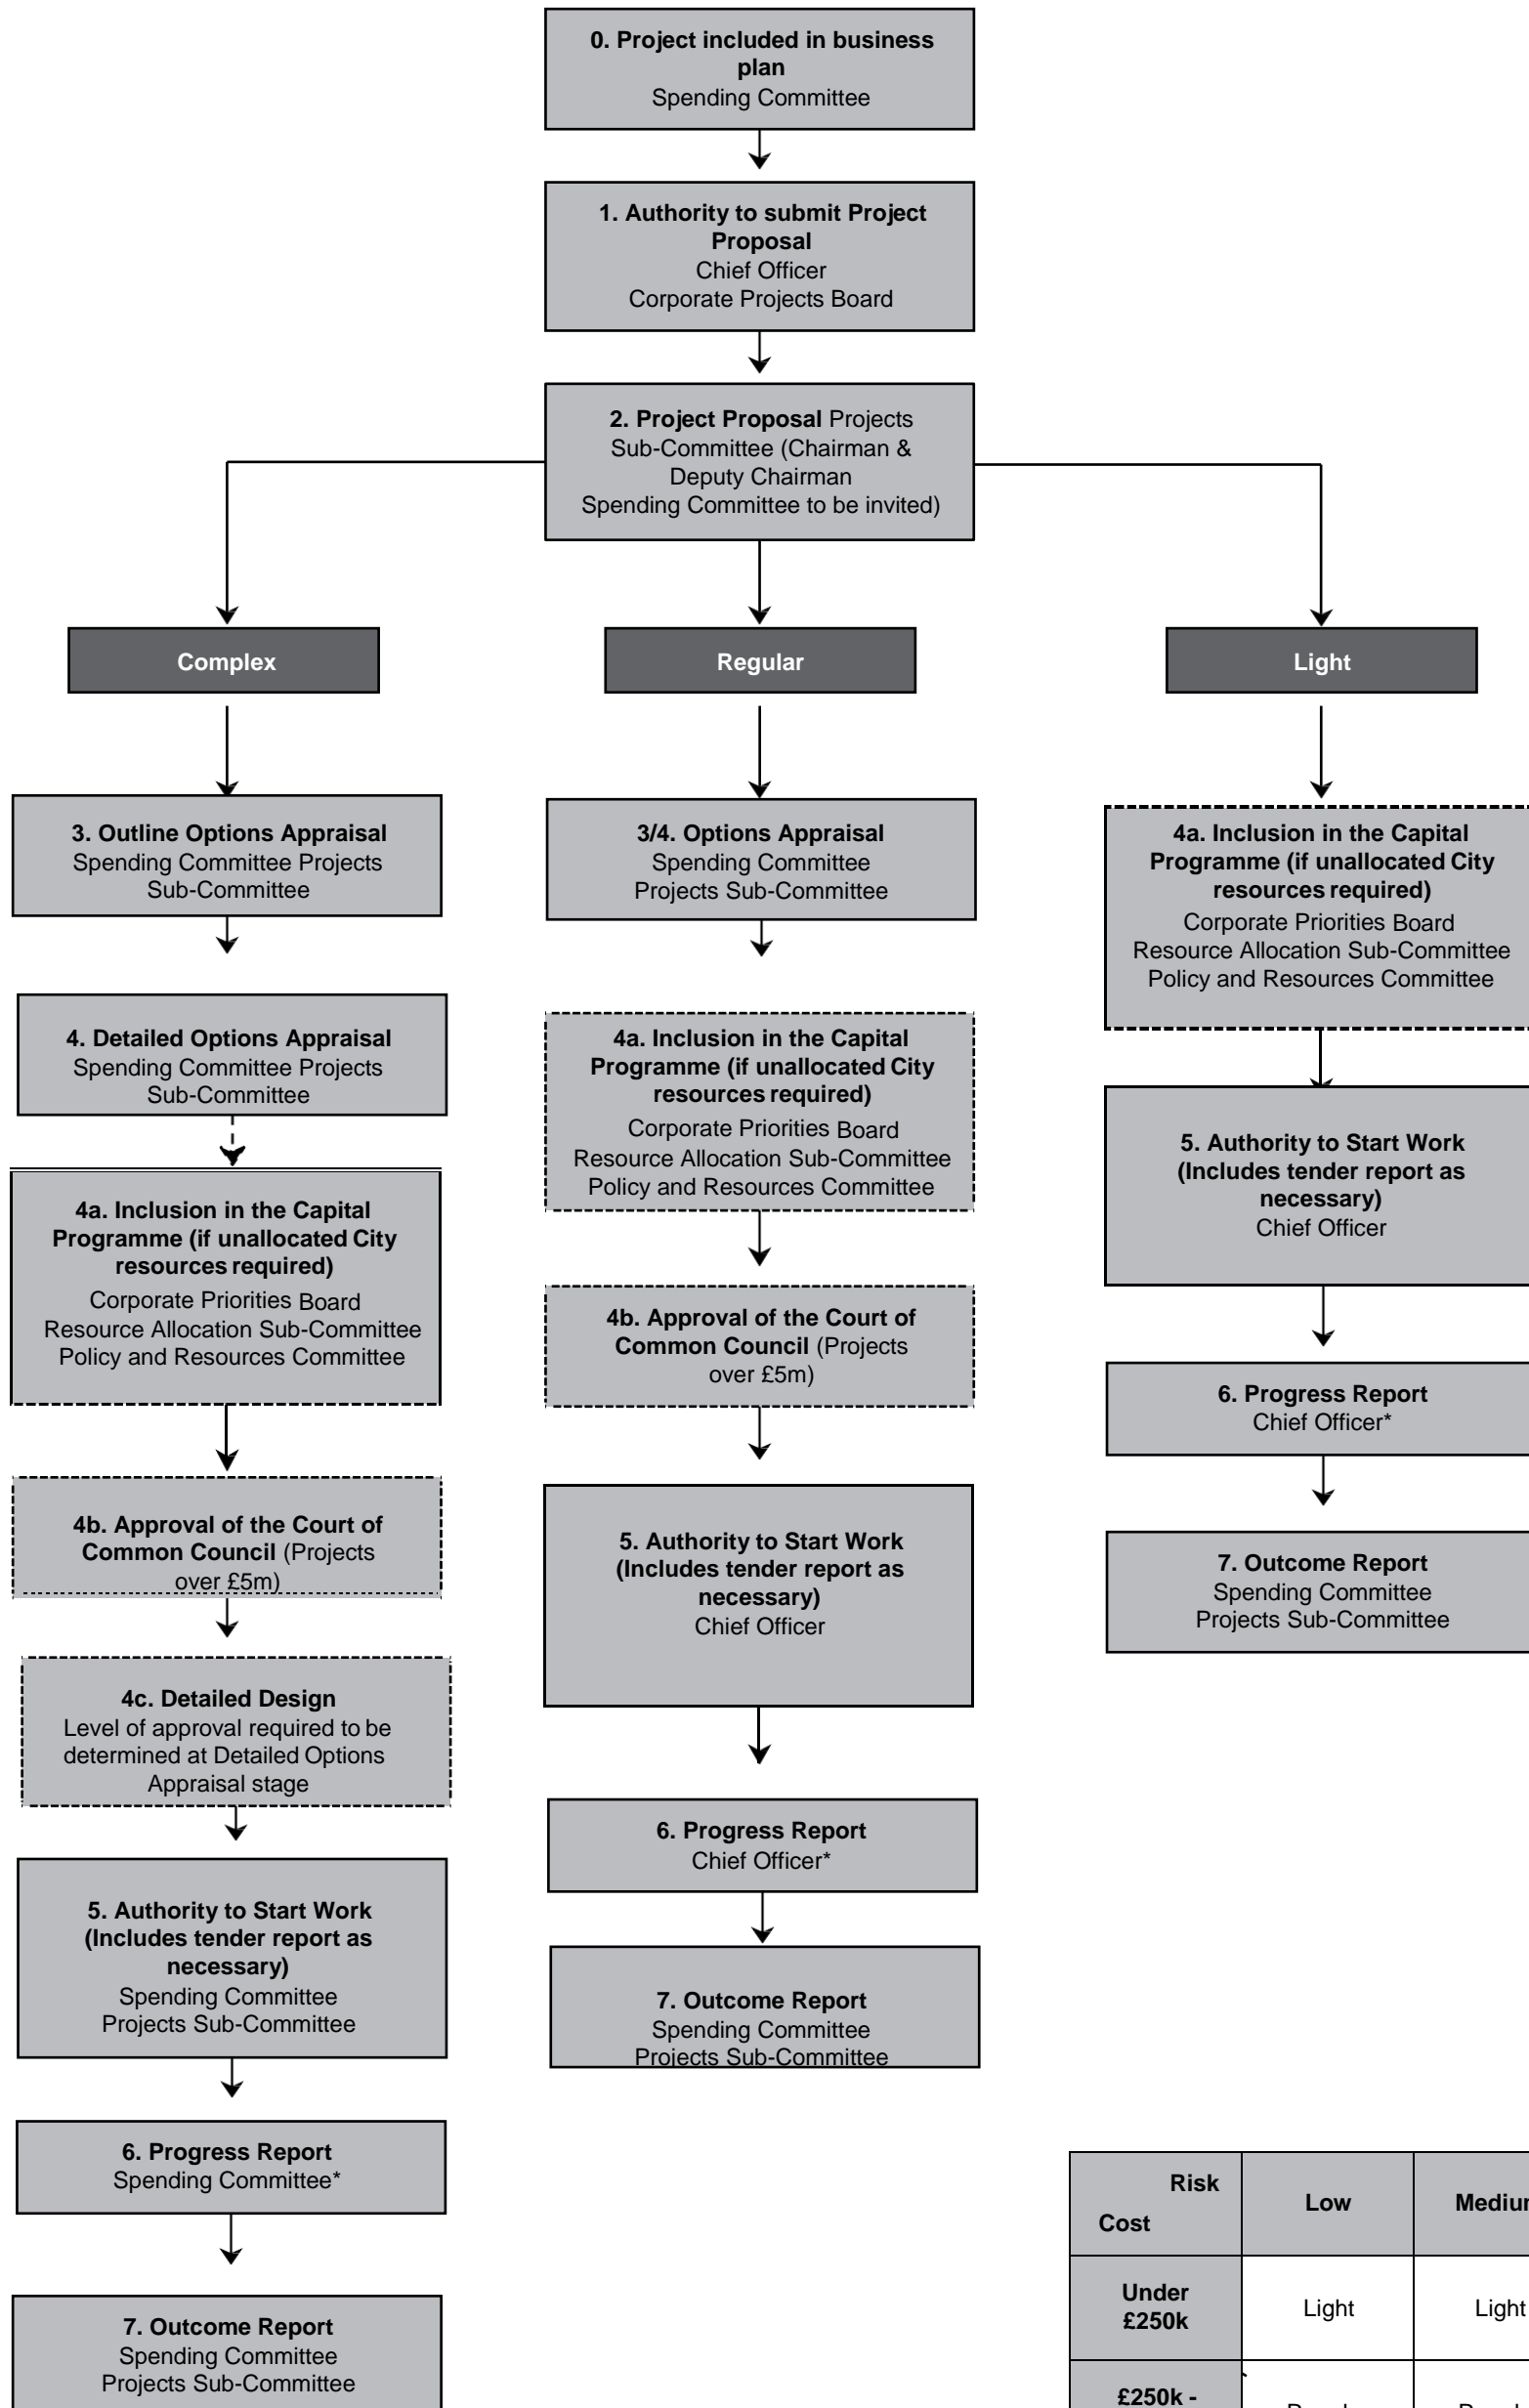 0. Project included in business
plan
Spending Committee
1. Authority to submit Project
Proposal
Chief Officer
Corporate Projects Board
2. Project Proposal Projects
Sub-Committee (Chairman &
Deputy Chairman
Spending Committee to be invited)
Complex
3. Outline Options Appraisal
Spending Committee Projects
Sub-Committee
4. Detailed Options Appraisal
Spending Committee Projects
Sub-Committee
4a. Inclusion in the Capital
Programme (if unallocated City
resources required)
Corporate Priorities Board
Resource Allocation Sub-Committee
Policy and Resources Committee
4b. Approval of the Court of
Common Council (Projects
over £5m)
4c. Detailed Design
Level of approval required to be
determined at Detailed Options
Appraisal stage
5. Authority to Start Work
(Includes tender report as
necessary)
Spending Committee
Projects Sub-Committee
6. Progress Report
Spending Committee*
7. Outcome Report
Spending Committee
Projects Sub-Committee
Regular
3/4. Options Appraisal
Spending Committee
Projects Sub-Committee
4a. Inclusion in the Capital
Programme (if unallocated City
resources required)
Corporate Priorities Board
Resource Allocation Sub-Committee
Policy and Resources Committee
4b. Approval of the Court of
Common Council (Projects
over £5m)
5. Authority to Start Work
(Includes tender report as
necessary)
Chief Officer
6. Progress Report
Chief Officer*
7. Outcome Report
Spending Committee
Projects Sub-Committee
Light
4a. Inclusion in the Capital
Programme (if unallocated City
resources required)
Corporate Priorities Board
Resource Allocation Sub-Committee
Policy and Resources Committee
5. Authority to Start Work
(Includes tender report as
necessary)
Chief Officer
6. Progress Report
Chief Officer*
7. Outcome Report
Spending Committee
Projects Sub-Committee
Risk
Cost
Low
Under
£250k
Light
Light
£250k -